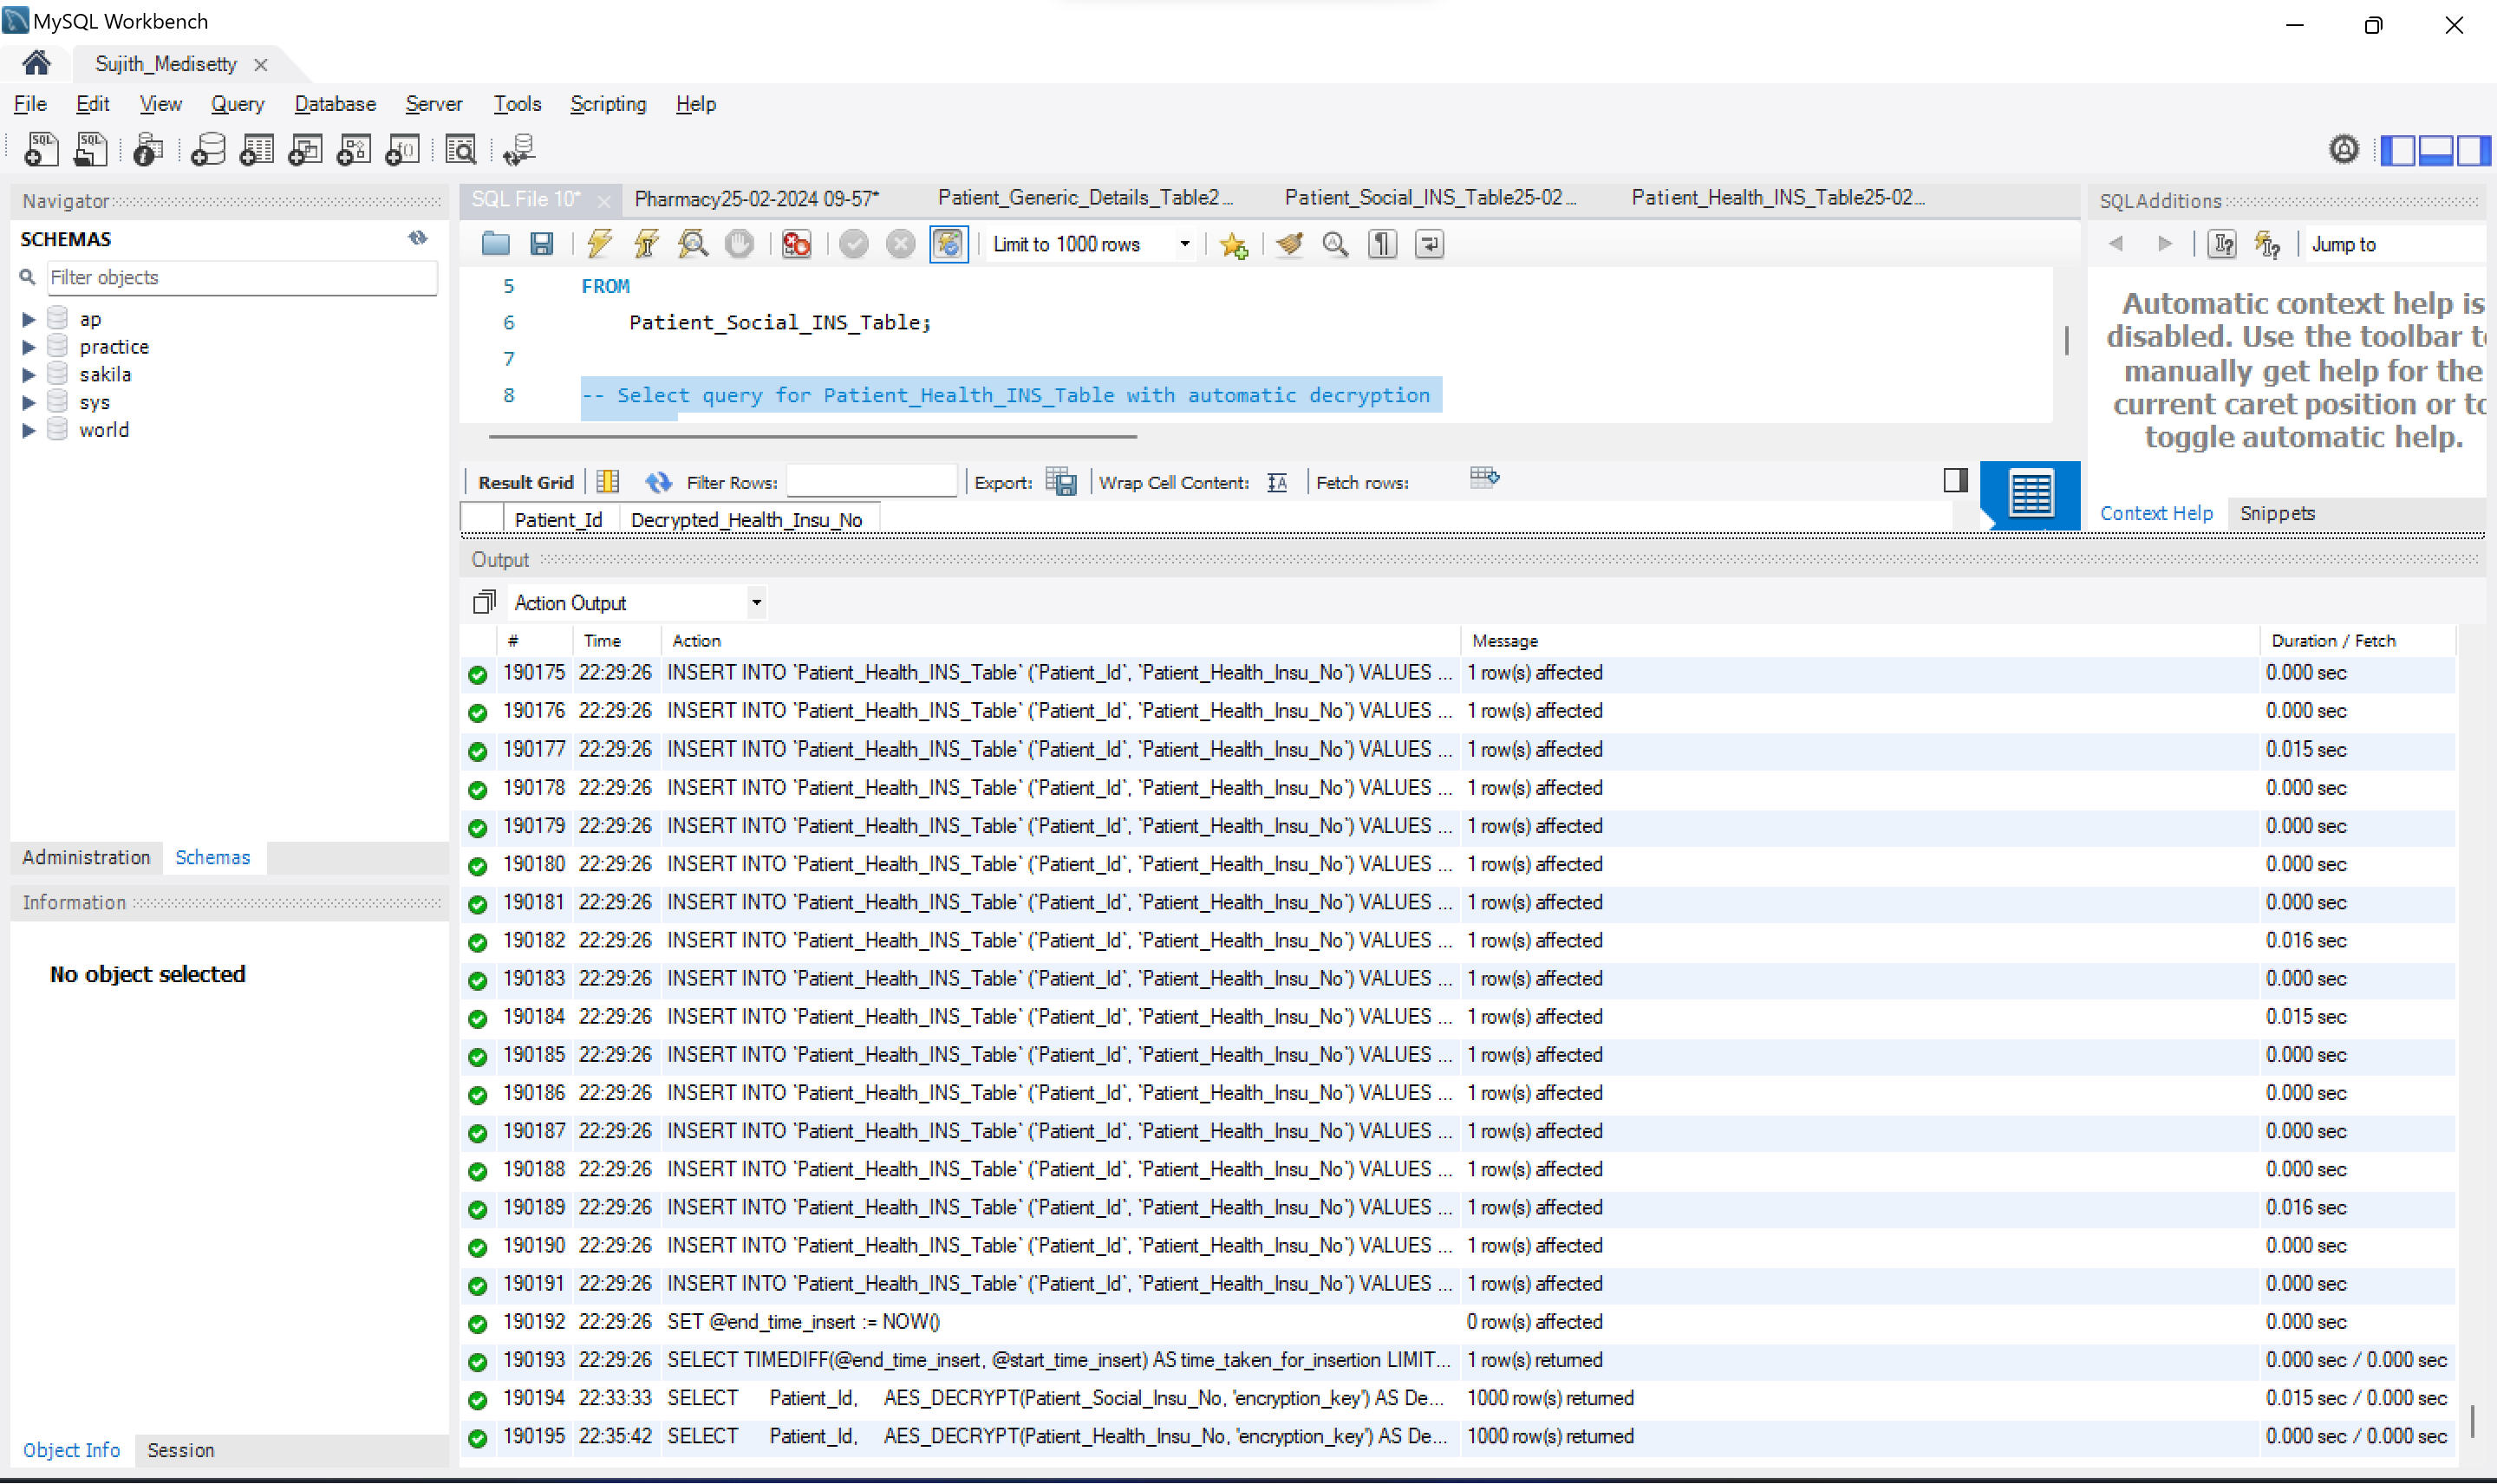 MySQL Workbench
Sujith_Medisetty
File Edit View Query Database Server Tools Scripting Help
Navigator
SCHEMAS
Filter objects
ap
practice
sakila
sys
world
Administration Schemas
Information
No object selected
Object Info Session
SQL File 10* Pharmacy25-02-2024 09-57* Patient_Generic_Details_Table2... Patient_Social_INS_Table25-02... Patient_Health_INS_Table25-02...
Limit to 1000 rows
5 FROM
6 Patient_Social_INS_Table;
7
8 -- Select query for Patient_Health_INS_Table with automatic decryption
Result Grid Filter Rows: Export: Wrap Cell Content: Fetch rows:
Patient_Id Decrypted_Health_Insu_No
SQLAdditions
Jump to
Automatic context help is
disabled. Use the toolbar to
manually get help for the
current caret position or to
toggle automatic help.
Context Help Snippets
Output
Action Output
# Time Action Message Duration / Fetch
190175 22:29:26 INSERT INTO `Patient_Health_INS_Table` (`Patient_Id`, `Patient_Health_Insu_No`) VALUES ... 1 row(s) affected 0.000 sec
190176 22:29:26 INSERT INTO `Patient_Health_INS_Table` (`Patient_Id`, `Patient_Health_Insu_No`) VALUES ... 1 row(s) affected 0.000 sec
190177 22:29:26 INSERT INTO `Patient_Health_INS_Table` (`Patient_Id`, `Patient_Health_Insu_No`) VALUES ... 1 row(s) affected 0.015 sec
190178 22:29:26 INSERT INTO `Patient_Health_INS_Table` (`Patient_Id`, `Patient_Health_Insu_No`) VALUES ... 1 row(s) affected 0.000 sec
190179 22:29:26 INSERT INTO `Patient_Health_INS_Table` (`Patient_Id`, `Patient_Health_Insu_No`) VALUES ... 1 row(s) affected 0.000 sec
190180 22:29:26 INSERT INTO `Patient_Health_INS_Table` (`Patient_Id`, `Patient_Health_Insu_No`) VALUES ... 1 row(s) affected 0.000 sec
190181 22:29:26 INSERT INTO `Patient_Health_INS_Table` (`Patient_Id`, `Patient_Health_Insu_No`) VALUES ... 1 row(s) affected 0.000 sec
190182 22:29:26 INSERT INTO `Patient_Health_INS_Table` (`Patient_Id`, `Patient_Health_Insu_No`) VALUES ... 1 row(s) affected 0.016 sec
190183 22:29:26 INSERT INTO `Patient_Health_INS_Table` (`Patient_Id`, `Patient_Health_Insu_No`) VALUES ... 1 row(s) affected 0.000 sec
190184 22:29:26 INSERT INTO `Patient_Health_INS_Table` (`Patient_Id`, `Patient_Health_Insu_No`) VALUES ... 1 row(s) affected 0.015 sec
190185 22:29:26 INSERT INTO `Patient_Health_INS_Table` (`Patient_Id`, `Patient_Health_Insu_No`) VALUES ... 1 row(s) affected 0.000 sec
190186 22:29:26 INSERT INTO `Patient_Health_INS_Table` (`Patient_Id`, `Patient_Health_Insu_No`) VALUES ... 1 row(s) affected 0.000 sec
190187 22:29:26 INSERT INTO `Patient_Health_INS_Table` (`Patient_Id`, `Patient_Health_Insu_No`) VALUES ... 1 row(s) affected 0.000 sec
190188 22:29:26 INSERT INTO `Patient_Health_INS_Table` (`Patient_Id`, `Patient_Health_Insu_No`) VALUES ... 1 row(s) affected 0.000 sec
190189 22:29:26 INSERT INTO `Patient_Health_INS_Table` (`Patient_Id`, `Patient_Health_Insu_No`) VALUES ... 1 row(s) affected 0.016 sec
190190 22:29:26 INSERT INTO `Patient_Health_INS_Table` (`Patient_Id`, `Patient_Health_Insu_No`) VALUES ... 1 row(s) affected 0.000 sec
190191 22:29:26 INSERT INTO `Patient_Health_INS_Table` (`Patient_Id`, `Patient_Health_Insu_No`) VALUES ... 1 row(s) affected 0.000 sec
190192 22:29:26 SET @end_time_insert := NOW() 0 row(s) affected 0.000 sec
190193 22:29:26 SELECT TIMEDIFF(@end_time_insert, @start_time_insert) AS time_taken_for_insertion LIMIT... 1 row(s) returned 0.000 sec / 0.000 sec
190194 22:33:33 SELECT Patient_Id, AES_DECRYPT(Patient_Social_Insu_No, 'encryption_key') AS De... 1000 row(s) returned 0.015 sec / 0.000 sec
190195 22:35:42 SELECT Patient_Id, AES_DECRYPT(Patient_Health_Insu_No, 'encryption_key') AS De... 1000 row(s) returned 0.000 sec / 0.000 sec